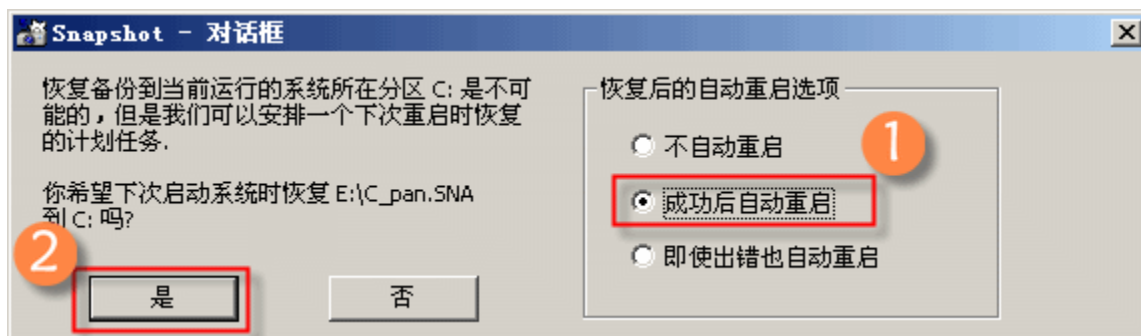 Snapshot - 对话框
恢复备份到当前运行的系统所在分区 C: 是不可
能的，但是我们可以安排一个下次重启时恢复
的计划任务.
你希望下次启动系统时恢复 E:\C_pan.SNA
到 C: 吗?
2
是
否
恢复后的自动重启选项
不自动重启
1
成功后自动重启
即使出错也自动重启